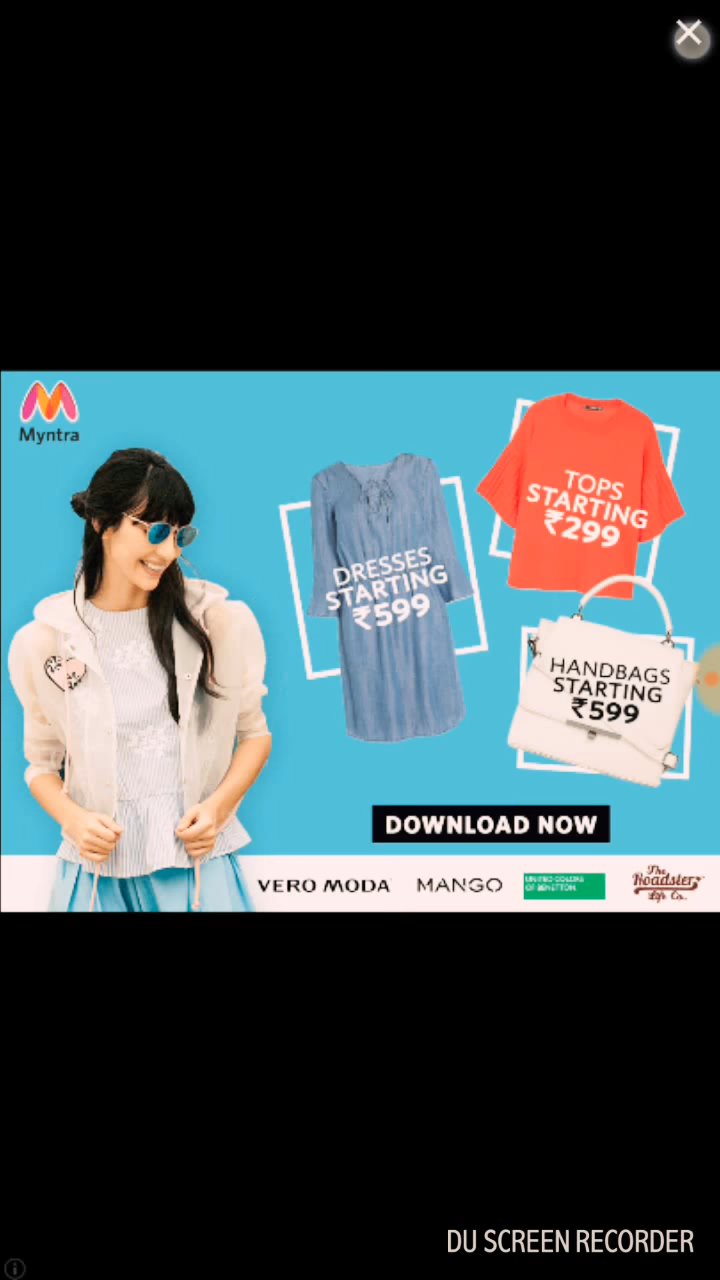 Myntra
TOPS
STARTING
₹299
DRESSES
STARTING
₹599
HANDBAGS
STARTING
₹599
DOWNLOAD NOW
VERO MODA
MANGO
UNITED COLORS
OF BENETTON.
The
Roadster
Life Co.
DU SCREEN RECORDER